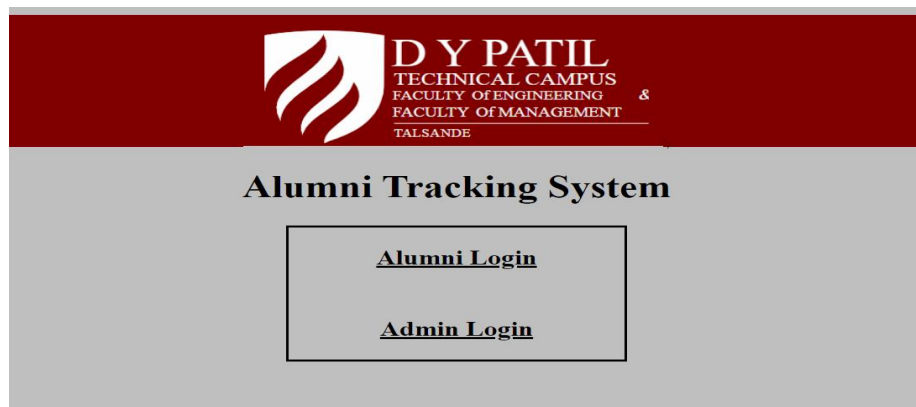 D Y PATIL
TECHNICAL CAMPUS
FACULTY Of ENGINEERING &
FACULTY Of MANAGEMENT
TALSANDE
Alumni Tracking System
Alumni Login
Admin Login